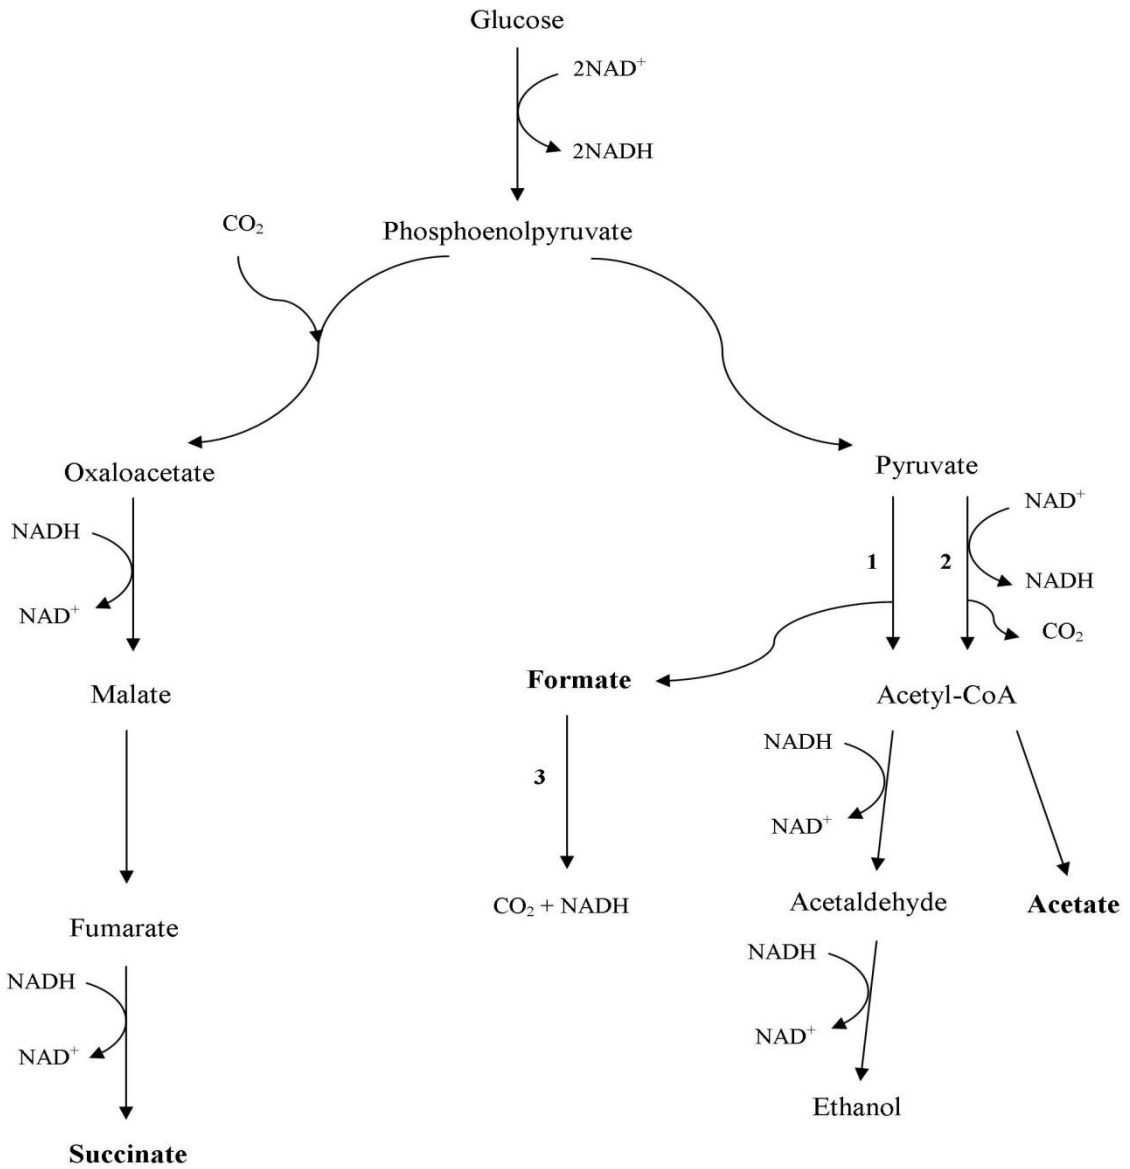 Glucose
2NAD⁺
2NADH
CO₂
Phosphoenolpyruvate
Oxaloacetate
Pyruvate
NADH
NAD⁺
1
2
NAD⁺
NADH
CO₂
Malate
Formate
Acetyl-CoA
NADH
NAD⁺
3
Fumarate
CO₂ + NADH
Acetaldehyde
Acetate
NADH
NAD⁺
NADH
NAD⁺
Ethanol
Succinate